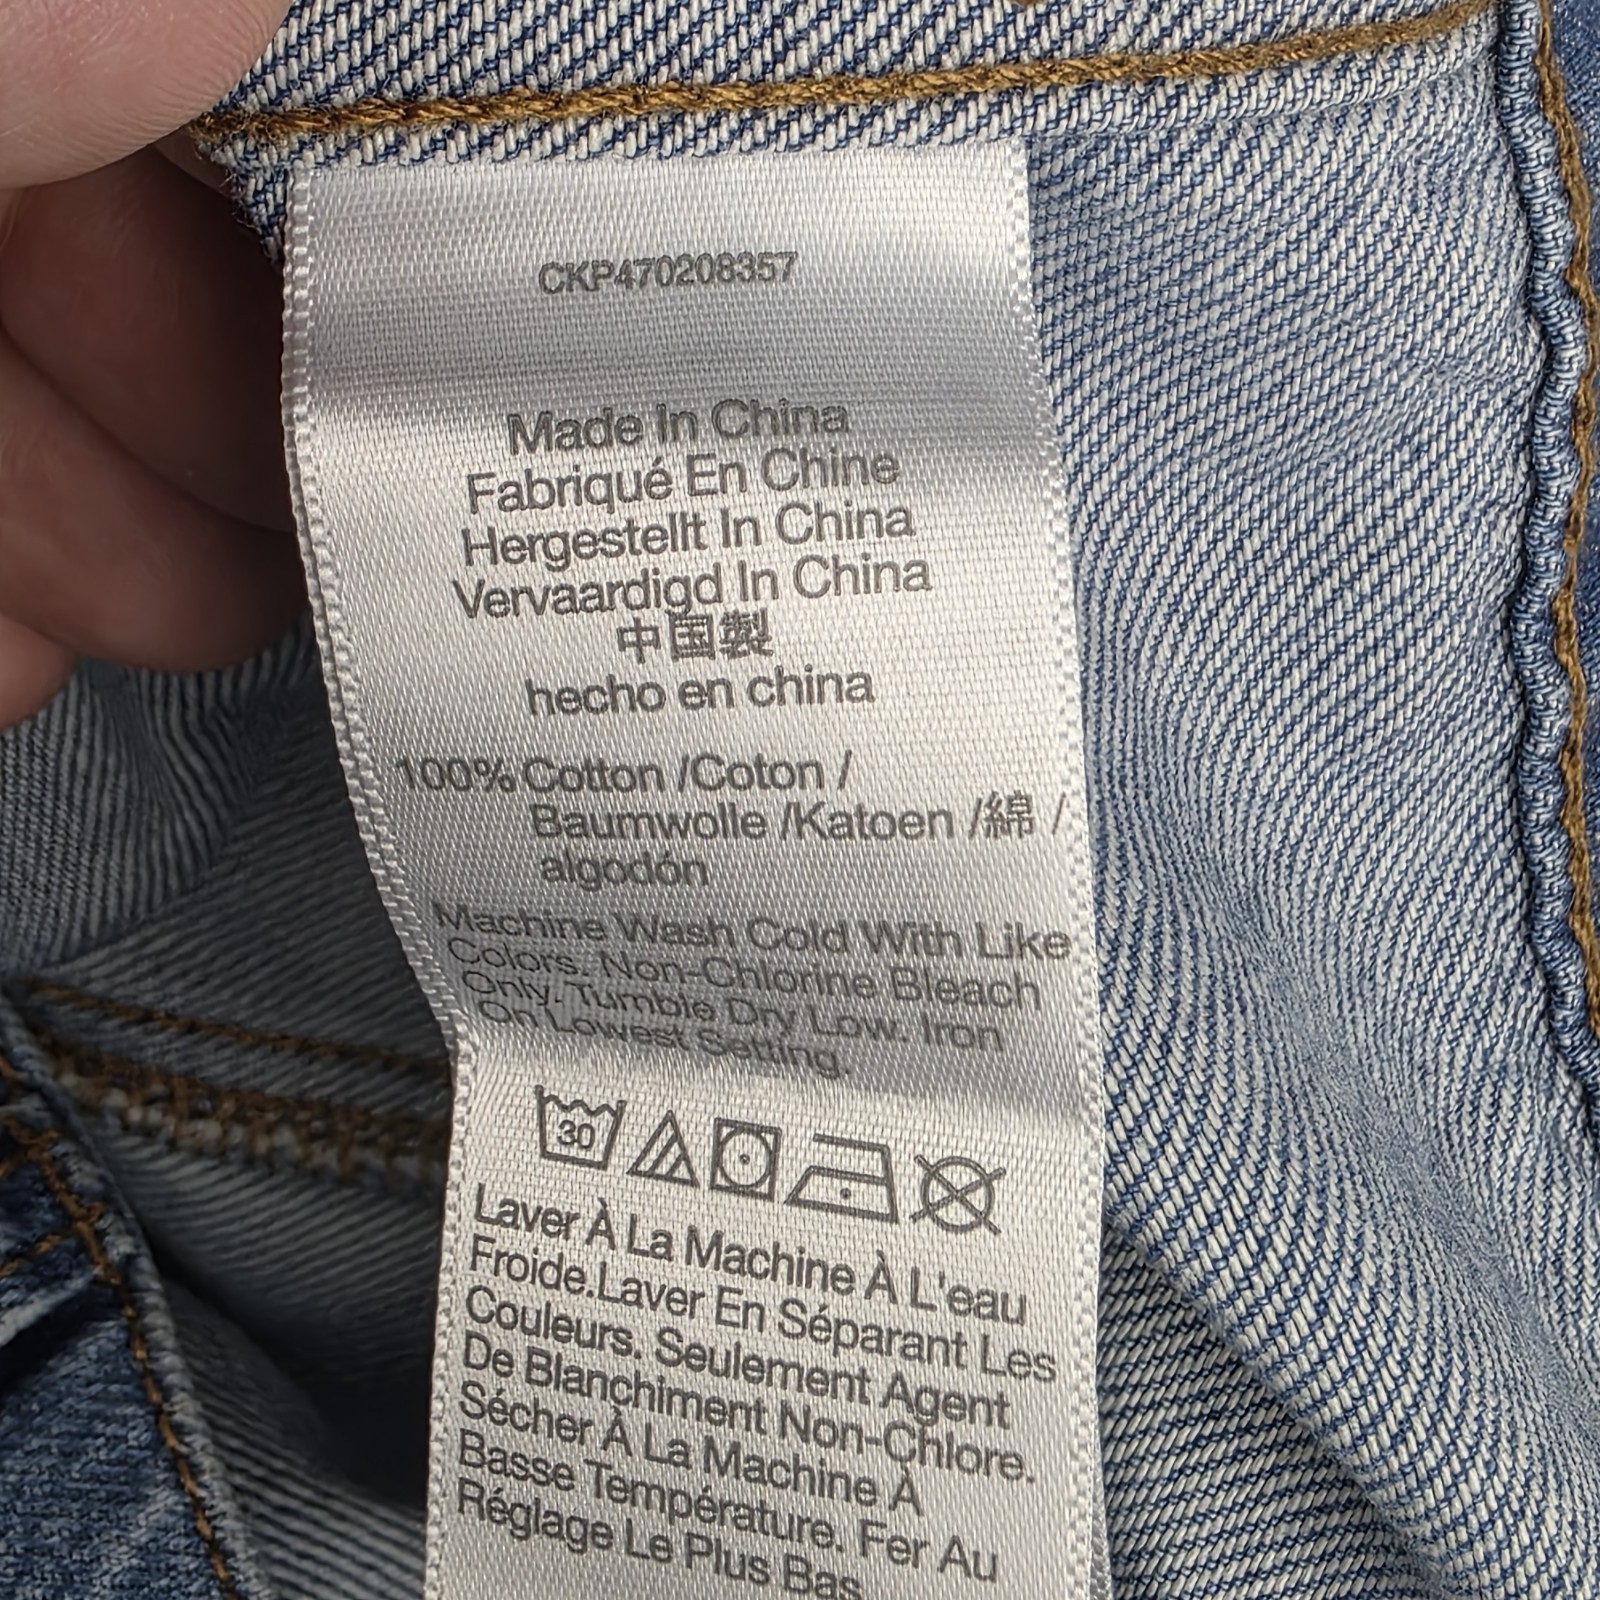 CKP470208357
Made In China
Fabriqué En Chine
Hergestellt In China
Vervaardigd In China
中国製
hecho en china
100% Cotton /Coton /
Baumwolle /Katoen /綿 /
algodón
Machine Wash Cold With Like
Colors. Non-Chlorine Bleach
Only. Tumble Dry Low. Iron
On Lowest Setting.
30
Laver À La Machine À L'eau
Froide.Laver En Séparant Les
Couleurs. Seulement Agent
De Blanchiment Non-Chlore.
Sécher À La Machine À
Basse Température. Fer Au
Réglage Le Plus Bas